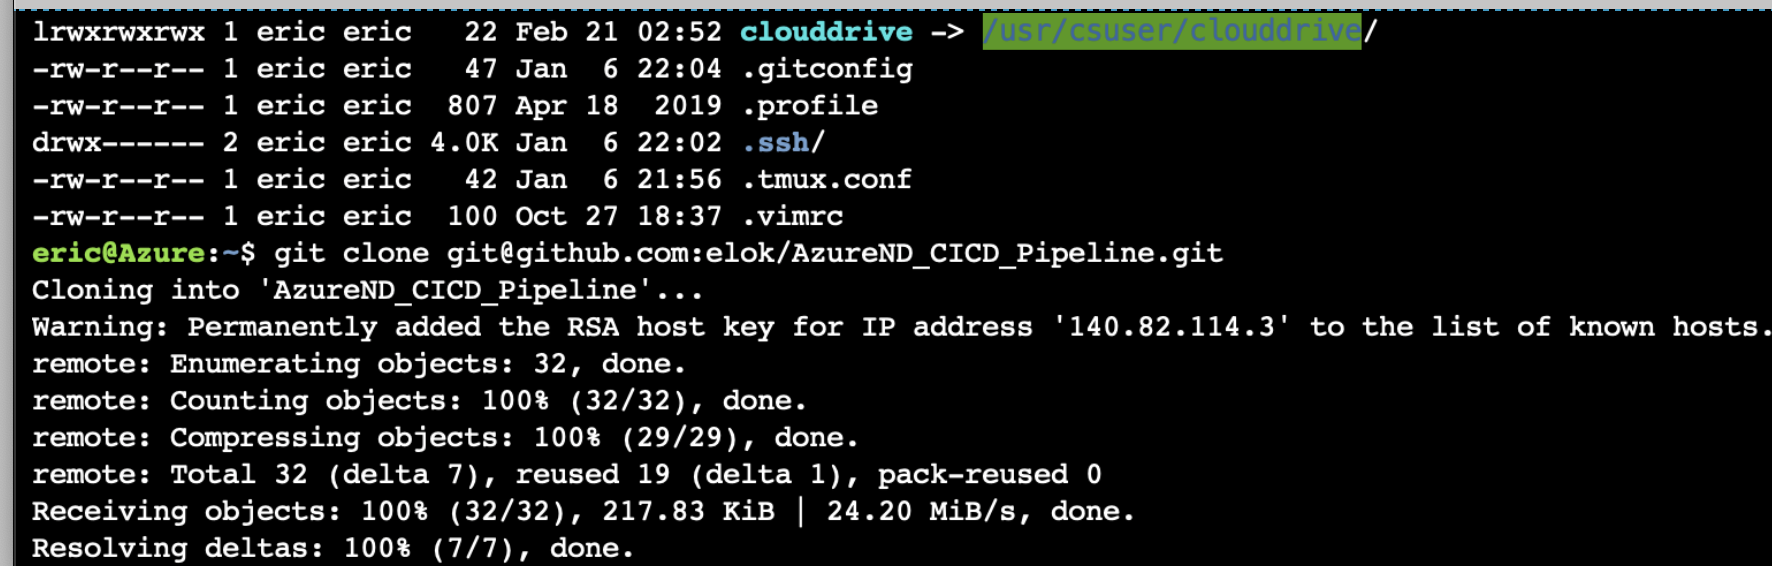 lrwxrwxrwx 1 eric eric   22 Feb 21 02:52 clouddrive -> /usr/csuser/clouddrive/
-rw-r--r-- 1 eric eric   47 Jan  6 22:04 .gitconfig
-rw-r--r-- 1 eric eric  807 Apr 18  2019 .profile
drwx------ 2 eric eric 4.0K Jan  6 22:02 .ssh/
-rw-r--r-- 1 eric eric   42 Jan  6 21:56 .tmux.conf
-rw-r--r-- 1 eric eric  100 Oct 27 18:37 .vimrc
eric@Azure:~$ git clone git@github.com:elok/AzureND_CICD_Pipeline.git
Cloning into 'AzureND_CICD_Pipeline'...
Warning: Permanently added the RSA host key for IP address '140.82.114.3' to the list of known hosts.
remote: Enumerating objects: 32, done.
remote: Counting objects: 100% (32/32), done.
remote: Compressing objects: 100% (29/29), done.
remote: Total 32 (delta 7), reused 19 (delta 1), pack-reused 0
Receiving objects: 100% (32/32), 217.83 KiB | 24.20 MiB/s, done.
Resolving deltas: 100% (7/7), done.